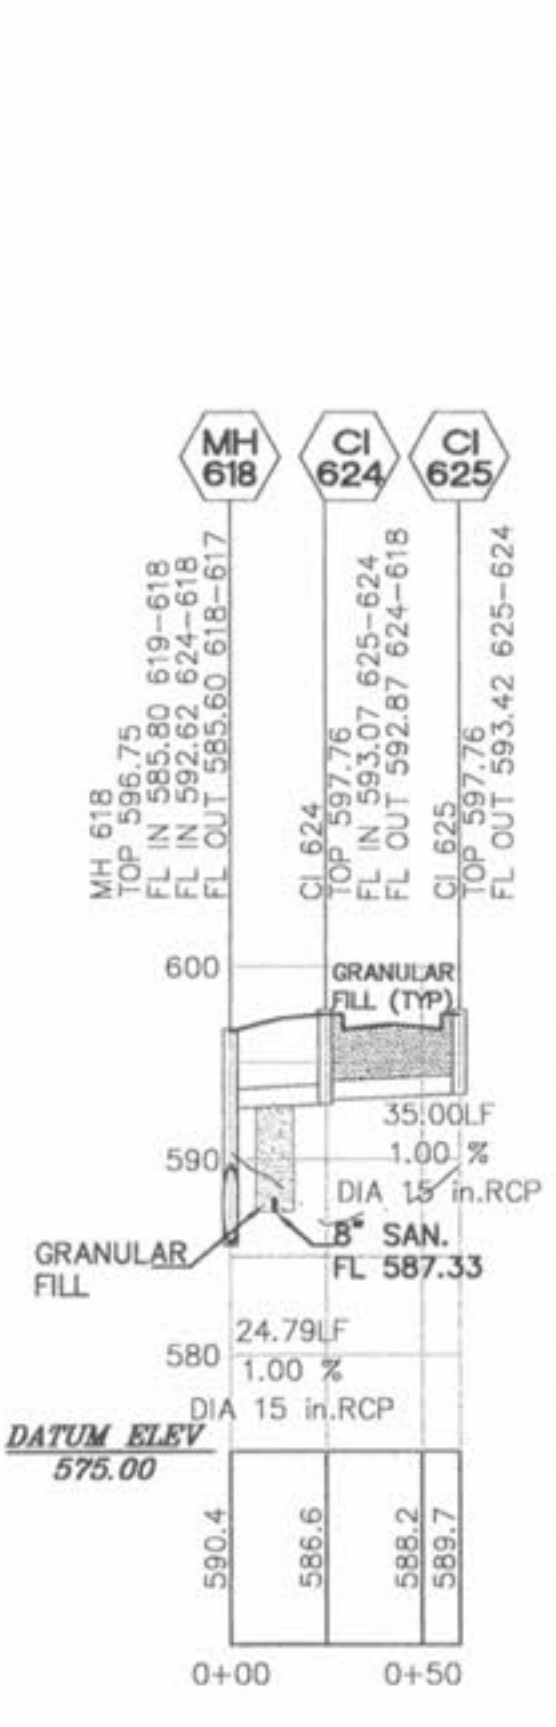 MH
618
CI
624
CI
625
MH 618
TOP 596.75
FL IN 585.80 619-618
FL IN 592.62 624-618
FL OUT 585.60 618-617
CI 624
TOP 597.76
FL IN 593.07 625-624
FL OUT 592.87 624-618
CI 625
TOP 597.76
FL OUT 593.42 625-624
600
GRANULAR
FILL (TYP)
35.00LF
1.00 %
DIA 15 in.RCP
590
8" SAN.
FL 587.33
GRANULAR
FILL
24.79LF
580
1.00 %
DIA 15 in.RCP
DATUM ELEV
575.00
590.4
586.6
588.2
589.7
0+00
0+50